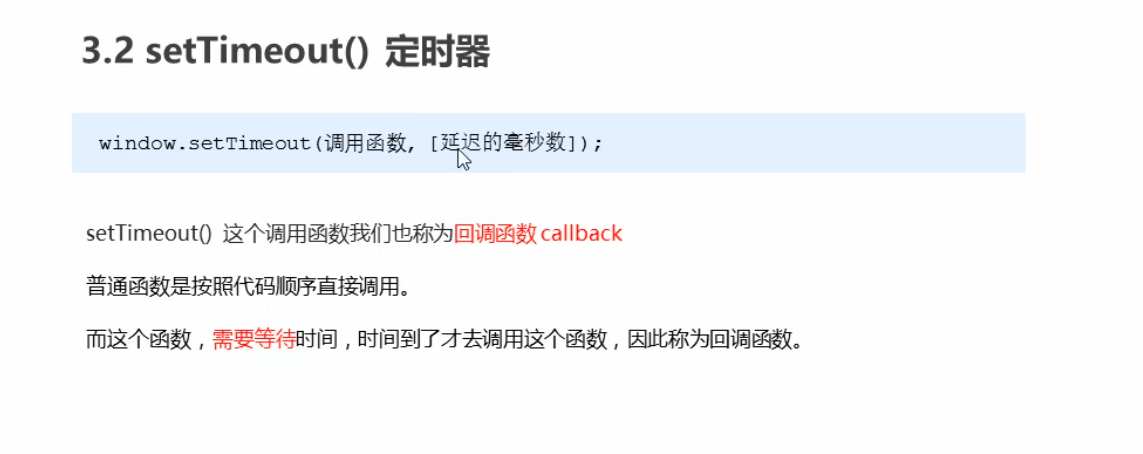 3.2 setTimeout() 定时器
window.setTimeout(调用函数, [延迟的毫秒数]);
setTimeout() 这个调用函数我们也称为回调函数 callback
普通函数是按照代码顺序直接调用。
而这个函数，需要等待时间，时间到了才去调用这个函数，因此称为回调函数。